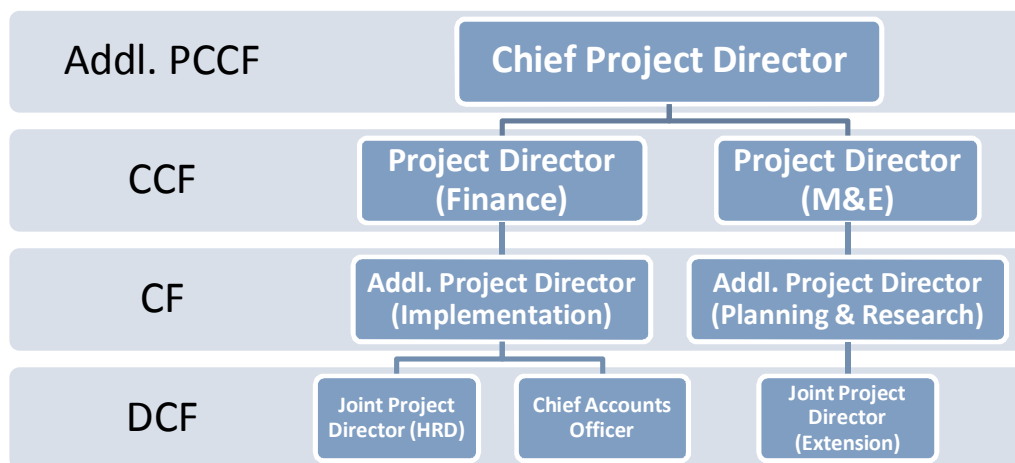 Addl. PCCF
Chief Project Director
CCF
Project Director
(Finance)
Project Director
(M&E)
CF
Addl. Project Director
(Implementation)
Addl. Project Director
(Planning & Research)
DCF
Joint Project
Director (HRD)
Chief Accounts
Officer
Joint Project
Director
(Extension)